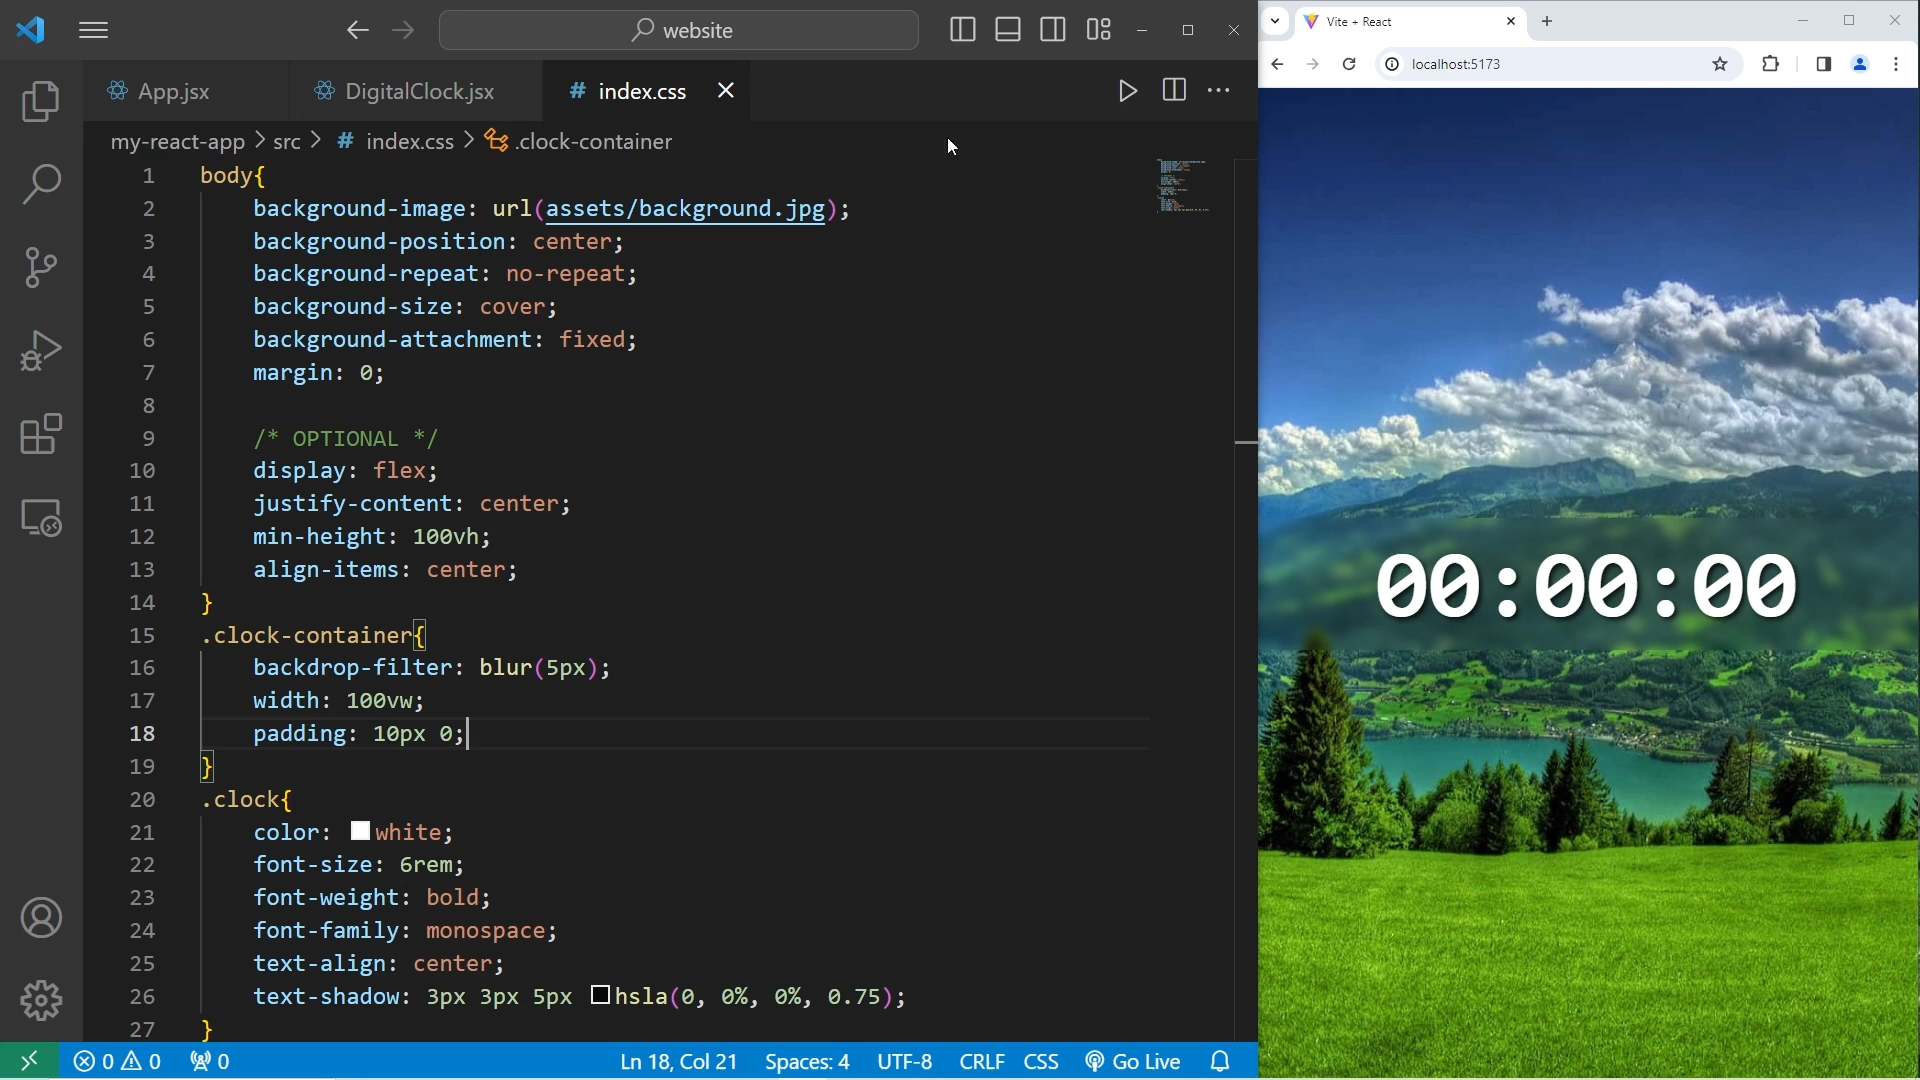 website
App.jsx
DigitalClock.jsx
# index.css
my-react-app > src > # index.css > .clock-container
1 body{
2 background-image: url(assets/background.jpg);
3 background-position: center;
4 background-repeat: no-repeat;
5 background-size: cover;
6 background-attachment: fixed;
7 margin: 0;
8
9 /* OPTIONAL */
10 display: flex;
11 justify-content: center;
12 min-height: 100vh;
13 align-items: center;
14 }
15 .clock-container{
16 backdrop-filter: blur(5px);
17 width: 100vw;
18 padding: 10px 0;
19 }
20 .clock{
21 color: white;
22 font-size: 6rem;
23 font-weight: bold;
24 font-family: monospace;
25 text-align: center;
26 text-shadow: 3px 3px 5px hsla(0, 0%, 0%, 0.75);
27 }
0 0 0
Ln 18, Col 21 Spaces: 4 UTF-8 CRLF CSS Go Live
Vite + React
localhost:5173
00:00:00